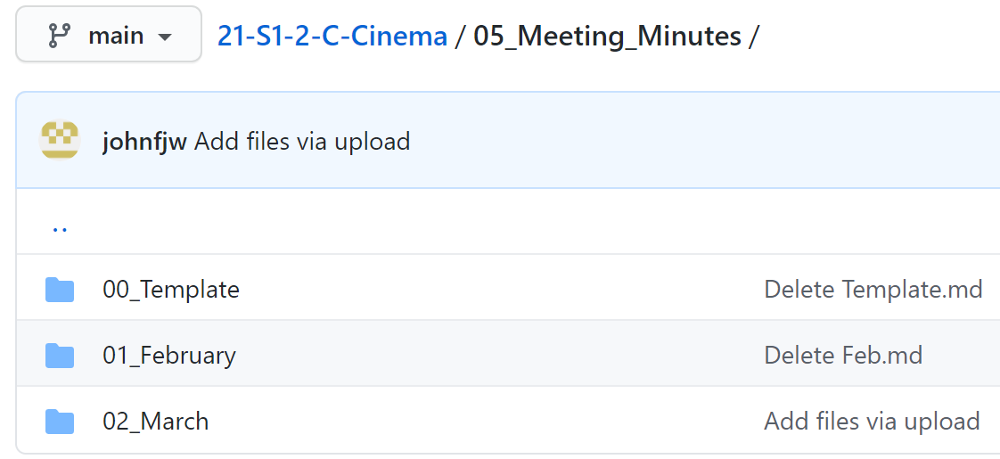 main
21-S1-2-C-Cinema / 05_Meeting_Minutes /
johnfjw Add files via upload
..
00_Template Delete Template.md
01_February Delete Feb.md
02_March Add files via upload